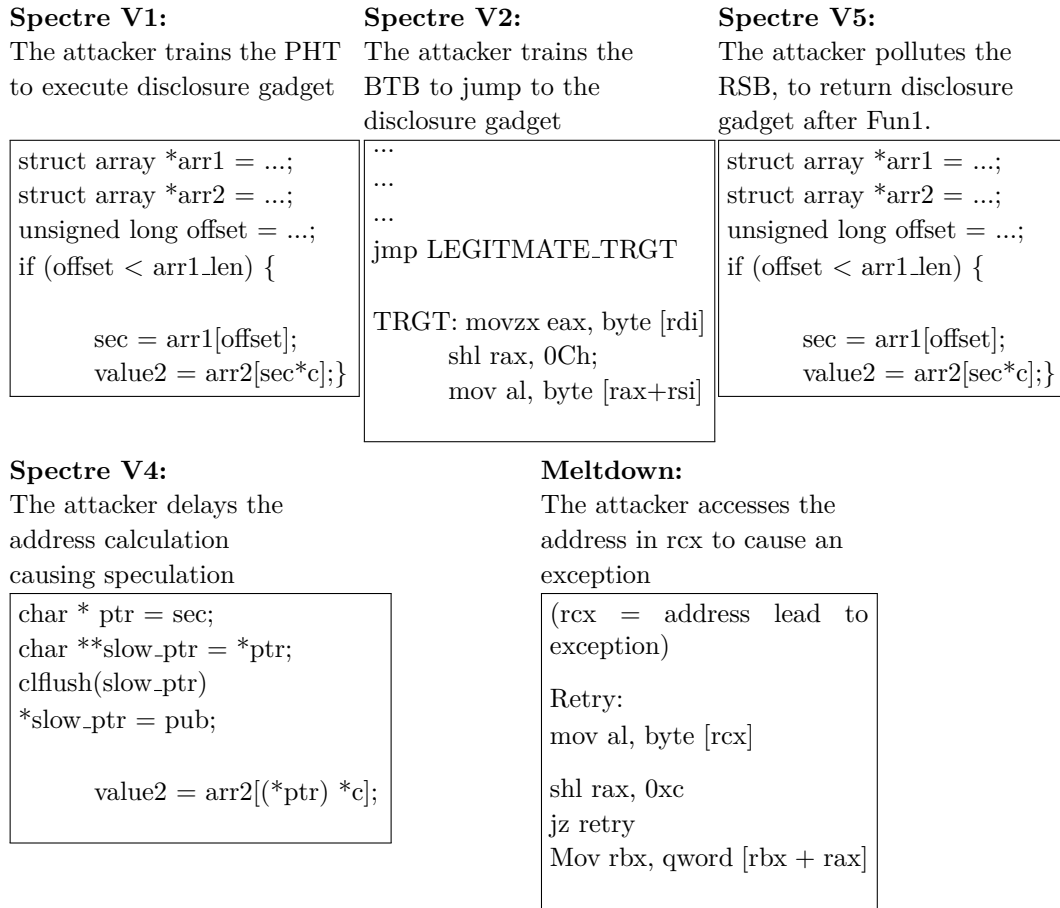 Spectre V1:
The attacker trains the PHT
to execute disclosure gadget
struct array *arr1 = ...;
struct array *arr2 = ...;
unsigned long offset = ...;
if (offset < arr1_len) {
sec = arr1[offset];
value2 = arr2[sec*c];}
Spectre V2:
The attacker trains the
BTB to jump to the
disclosure gadget
...
...
...
jmp LEGITMATE_TRGT
TRGT: movzx eax, byte [rdi]
shl rax, 0Ch;
mov al, byte [rax+rsi]
Spectre V5:
The attacker pollutes the
RSB, to return disclosure
gadget after Fun1.
struct array *arr1 = ...;
struct array *arr2 = ...;
unsigned long offset = ...;
if (offset < arr1_len) {
sec = arr1[offset];
value2 = arr2[sec*c];}
Spectre V4:
The attacker delays the
address calculation
causing speculation
char * ptr = sec;
char **slow_ptr = *ptr;
clflush(slow_ptr)
*slow_ptr = pub;
value2 = arr2[(*ptr) *c];
Meltdown:
The attacker accesses the
address in rcx to cause an
exception
(rcx = address lead to
exception)
Retry:
mov al, byte [rcx]
shl rax, 0xc
jz retry
Mov rbx, qword [rbx + rax]